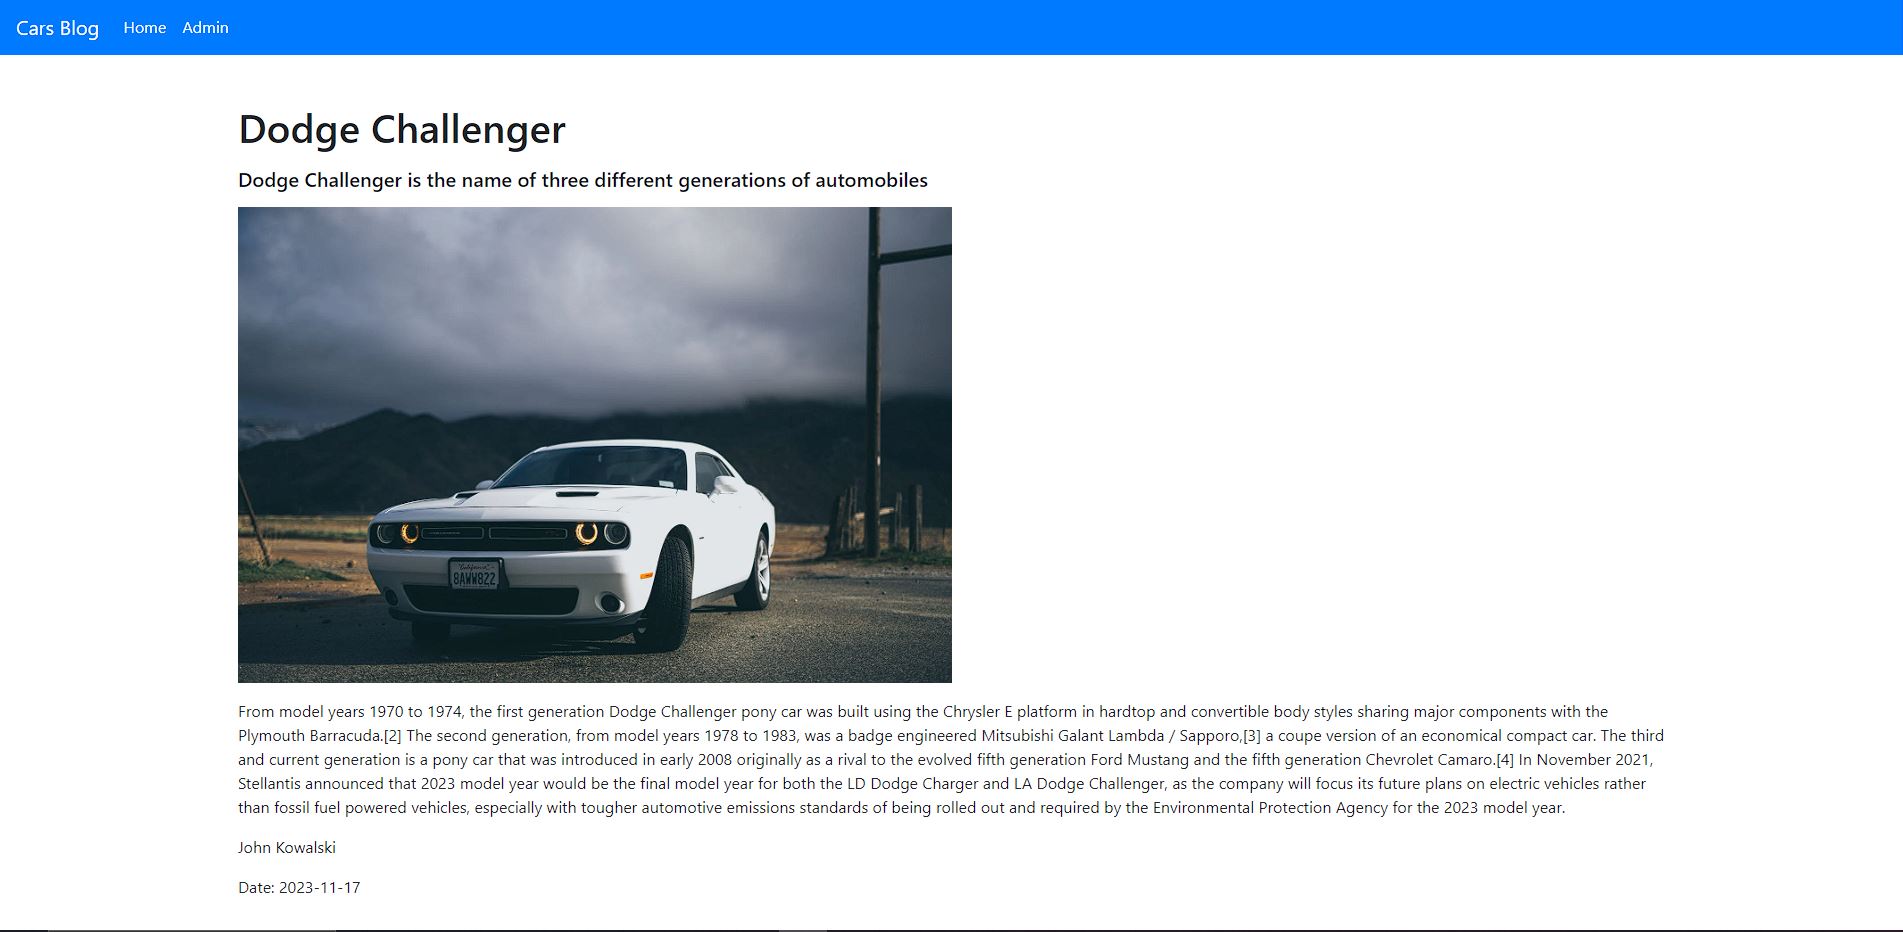 Cars Blog Home Admin
Dodge Challenger
Dodge Challenger is the name of three different generations of automobiles
California
8AWW822
From model years 1970 to 1974, the first generation Dodge Challenger pony car was built using the Chrysler E platform in hardtop and convertible body styles sharing major components with the
Plymouth Barracuda.[2] The second generation, from model years 1978 to 1983, was a badge engineered Mitsubishi Galant Lambda / Sapporo,[3] a coupe version of an economical compact car. The third
and current generation is a pony car that was introduced in early 2008 originally as a rival to the evolved fifth generation Ford Mustang and the fifth generation Chevrolet Camaro.[4] In November 2021,
Stellantis announced that 2023 model year would be the final model year for both the LD Dodge Charger and LA Dodge Challenger, as the company will focus its future plans on electric vehicles rather
than fossil fuel powered vehicles, especially with tougher automotive emissions standards of being rolled out and required by the Environmental Protection Agency for the 2023 model year.
John Kowalski
Date: 2023-11-17